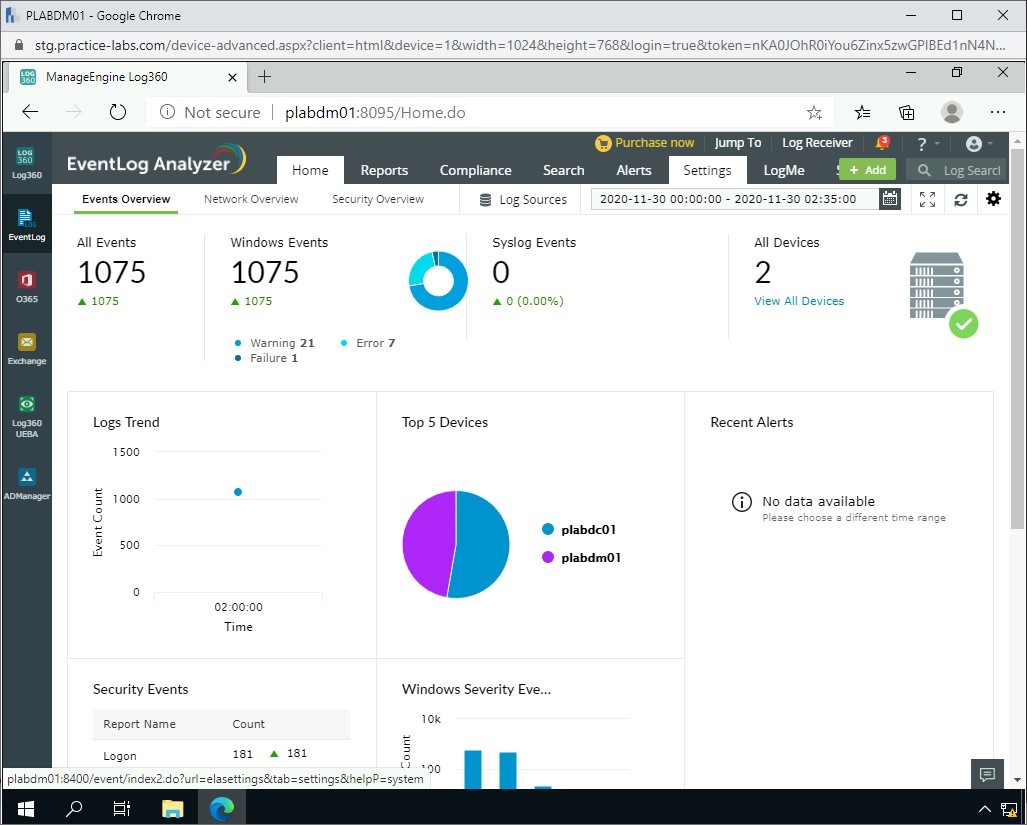 PLABDM01 - Google Chrome
stg.practice-labs.com/device-advanced.aspx?client=html&device=1&width=1024&height=768&login=true&token=nKA0JOhR0iYou6Zinx5zwGPIBEd1nN4N...
LOG 360
ManageEngine Log360
Not secure
plabdm01:8095/Home.do
LOG 360
Log360
EventLog
O365
Exchange
Log360 UEBA
ADManager
EventLog Analyzer
Purchase now
Jump To
Log Receiver
?
Home
Reports
Compliance
Search
Alerts
Settings
LogMe
+ Add
Log Search
Events Overview
Network Overview
Security Overview
Log Sources
2020-11-30 00:00:00 - 2020-11-30 02:35:00
All Events
1075
1075
Windows Events
1075
1075
Warning 21
Error 7
Failure 1
Syslog Events
0
0 (0.00%)
All Devices
2
View All Devices
Logs Trend
1500
1000
500
0
Event Count
02:00:00
Time
Top 5 Devices
plabdc01
plabdm01
Recent Alerts
No data available
Please choose a different time range
Security Events
Report Name
Count
Logon
181
181
Windows Severity Eve...
10k
100
Count
plabdm01:8400/event/index2.do?url=elasettings&tab=settings&helpP=system